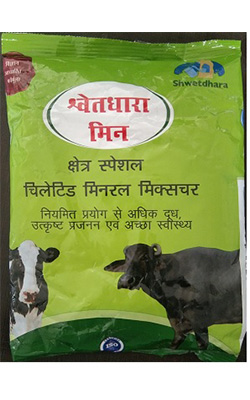 Shwetdhara
श्वेतधारा
मिन
क्षेत्र स्पेशल
चिलेटिड मिनरल मिक्सचर
नियमित प्रयोग से अधिक दूध,
उत्कृष्ट प्रजनन एवं अच्छा स्वास्थ्य